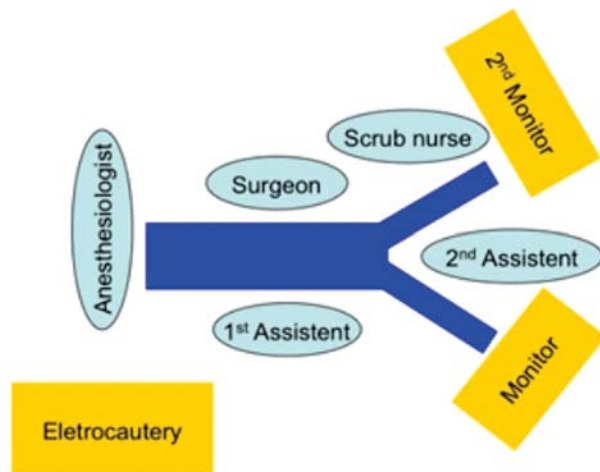 2nd Monitor
Scrub nurse
Surgeon
Anesthesiologist
2nd Assistent
1st Assistent
Monitor
Eletrocautery